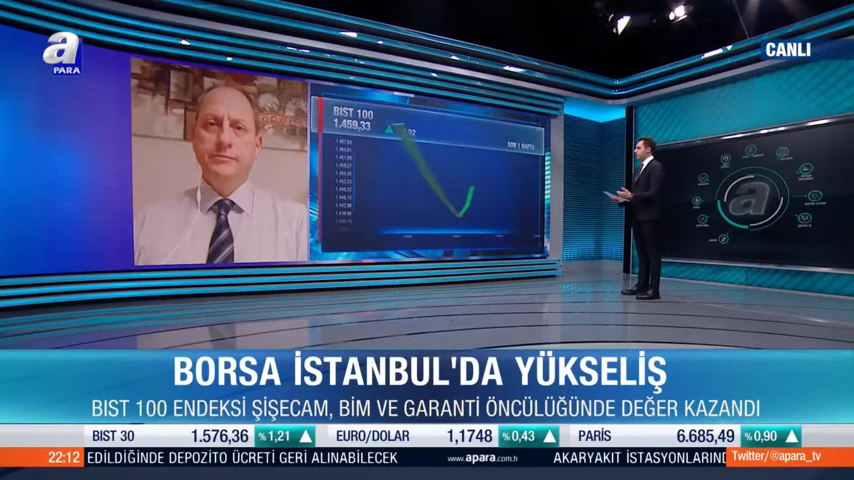 a
PARA
CANLI
BIST 100
1.459,33
SON 1 HAFTA
a
BORSA İSTANBUL'DA YÜKSELİŞ
BIST 100 ENDEKSİ ŞİŞECAM, BİM VE GARANTİ ÖNCÜLÜĞÜNDE DEĞER KAZANDI
BIST 30 1.576,36 %1,21 EURO/DOLAR 1,1748 %0,43 PARİS 6.685,49 %0,90
22:12 EDİLDİĞİNDE DEPOZİTO ÜCRETİ GERİ ALINABİLECEK www.apara.com.tr AKARYAKIT İSTASYONLARIND Twitter/@apara_tv